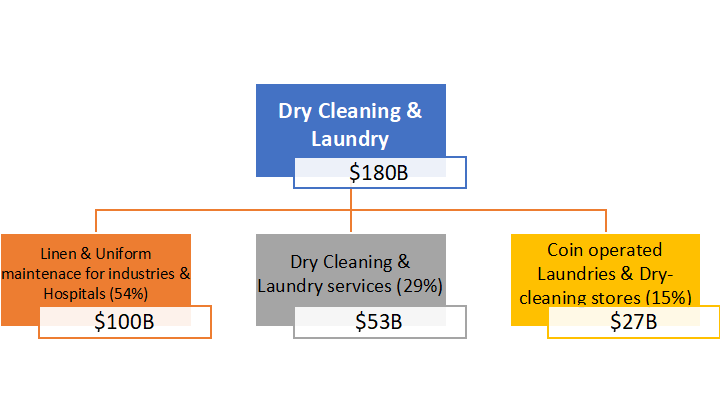 Dry Cleaning &
Laundry
$180B
Linen & Uniform
maintenace for industries &
Hospitals (54%)
$100B
Dry Cleaning &
Laundry services (29%)
$53B
Coin operated
Laundries & Dry-
cleaning stores (15%)
$27B